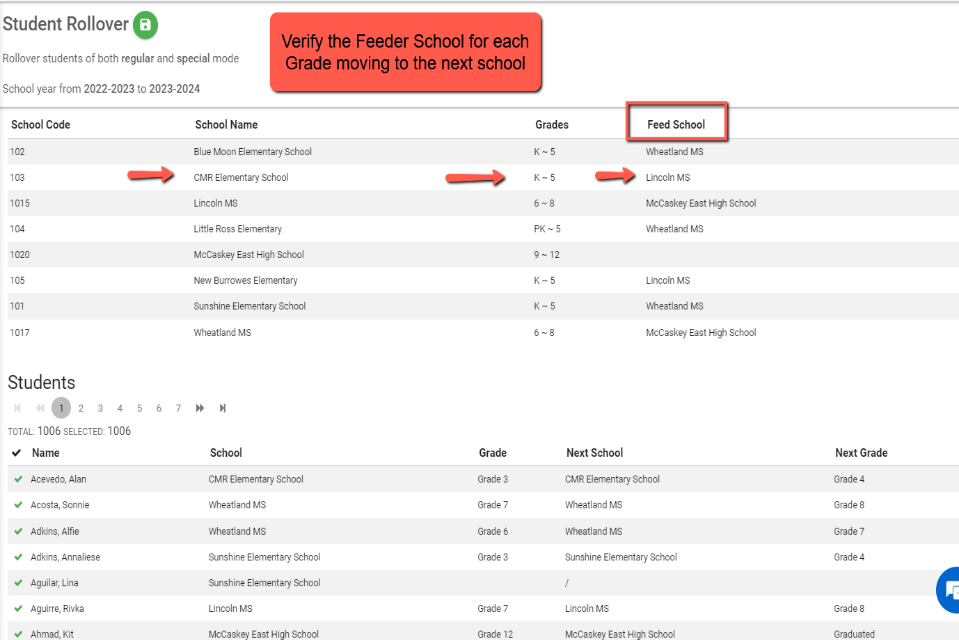 Student Rollover
Verify the Feeder School for each
Grade moving to the next school
Rollover students of both regular and special mode
School year from 2022-2023 to 2023-2024
School Code School Name Grades Feed School
102 Blue Moon Elementary School K ~ 5 Wheatland MS
103 CMR Elementary School K ~ 5 Lincoln MS
1015 Lincoln MS 6 ~ 8 McCaskey East High School
104 Little Ross Elementary PK ~ 5 Wheatland MS
1020 McCaskey East High School 9 ~ 12
105 New Burrowes Elementary K ~ 5 Lincoln MS
101 Sunshine Elementary School K ~ 5 Wheatland MS
1017 Wheatland MS 6 ~ 8 McCaskey East High School
Students
1 2 3 4 5 6 7
TOTAL: 1006 SELECTED: 1006
Name School Grade Next School Next Grade
Acevedo, Alan CMR Elementary School Grade 3 CMR Elementary School Grade 4
Acosta, Sonnie Wheatland MS Grade 7 Wheatland MS Grade 8
Adkins, Alfie Wheatland MS Grade 6 Wheatland MS Grade 7
Adkins, Annaliese Sunshine Elementary School Grade 3 Sunshine Elementary School Grade 4
Aguilar, Lina Sunshine Elementary School /
Aguirre, Rivka Lincoln MS Grade 7 Lincoln MS Grade 8
Ahmad, Kit McCaskey East High School Grade 12 McCaskey East High School Graduated